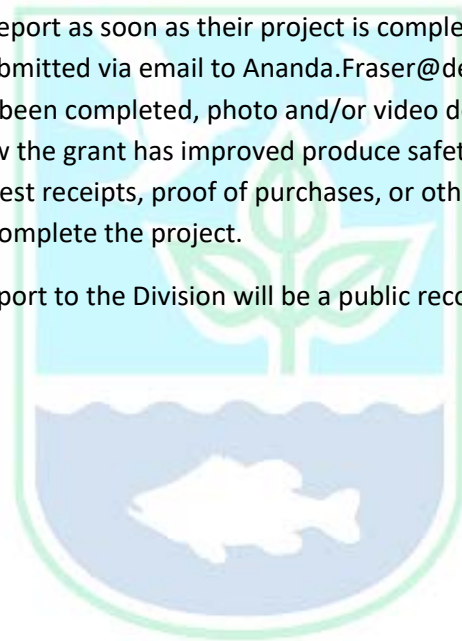 eport as soon as their project is comple
bmitted via email to Ananda.Fraser@de
been completed, photo and/or video d
w the grant has improved produce safet
est receipts, proof of purchases, or oth
omplete the project.
port to the Division will be a public reco